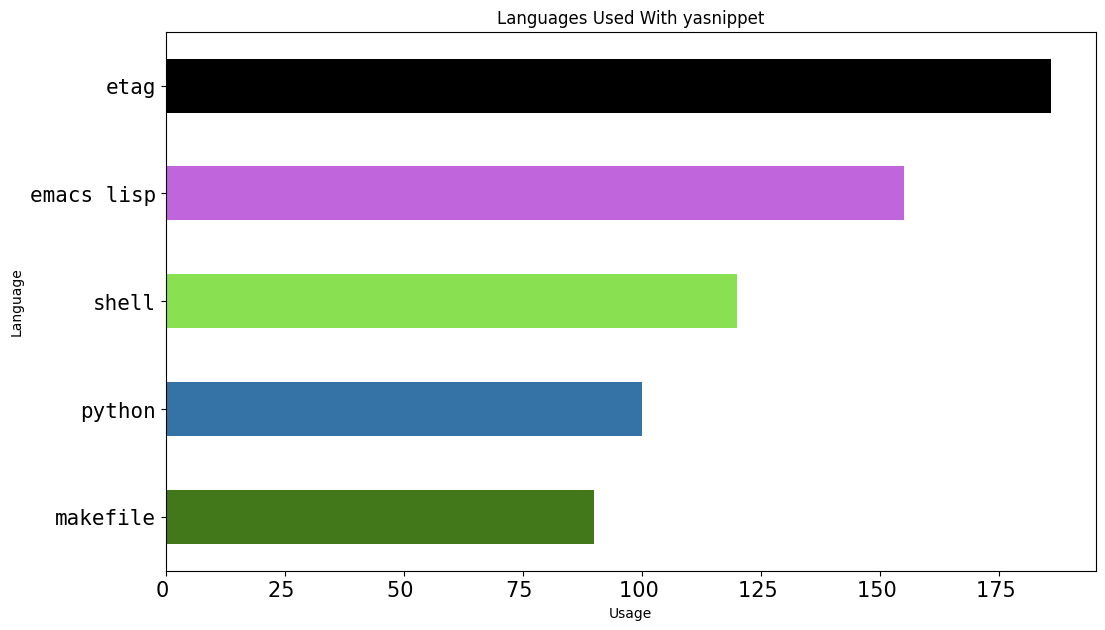 Languages Used With yasnippet
etag
emacs lisp
shell
python
makefile
Language
0 25 50 75 100 125 150 175
Usage